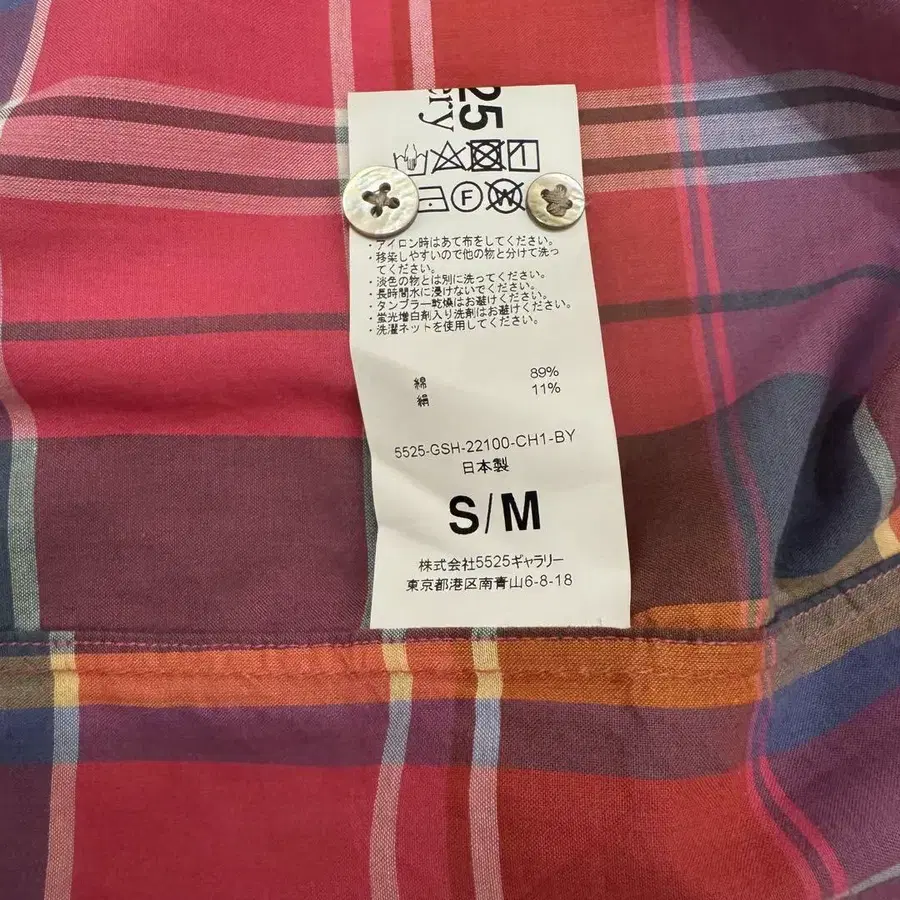 25
ery
F
W
・アイロン時はあて布をしてください。
・移染しやすいので他の物と分けて洗っ
てください。
・淡色の物とは別に洗ってください。
・長時間水に浸けないでください。
・タンブラー乾燥はお避けください。
・蛍光増白剤入り洗剤はお避けください。
・洗濯ネットを使用してください。
綿 89%
絹 11%
5525-GSH-22100-CH1-BY
日本製
S/M
株式会社5525ギャラリー
東京都港区南青山6-8-18